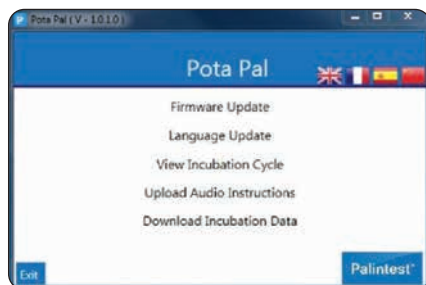 Pota Pal ( V - 1.0.1.0 )
Pota Pal
Firmware Update
Language Update
View Incubation Cycle
Upload Audio Instructions
Download Incubation Data
Exit
Palintest